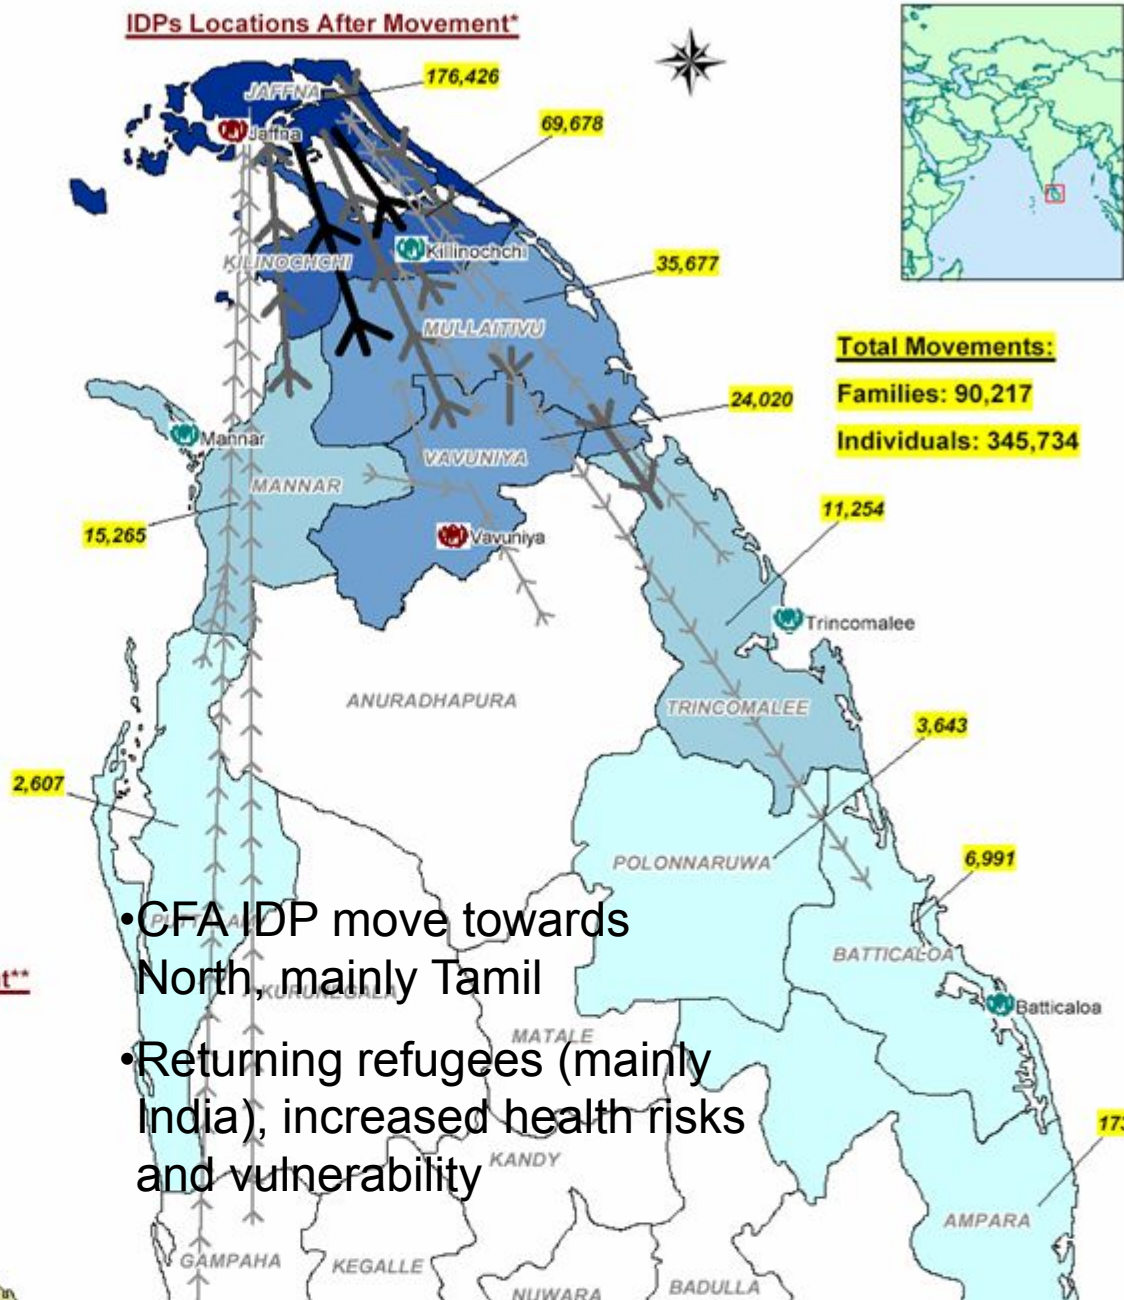 IDPs Locations After Movement*
176,426
JAFFNA
Jaffna
69,678
Killinochchi
KILINOCHCHI
35,677
MULLAITIVU
Total Movements:
Families: 90,217
Individuals: 345,734
24,020
Mannar
VAVUNIYA
MANNAR
15,265
11,254
Vavuniya
Trincomalee
ANURADHAPURA
TRINCOMALEE
3,643
2,607
POLONNARUWA
6,991
•CFA IDP move towards
North, mainly Tamil
BATTICALOA
t**
KURUNEGALA
Batticaloa
MATALE
•Returning refugees (mainly
India), increased health risks
and vulnerability
173
KANDY
AMPARA
GAMPAHA
KEGALLE
BADULLA
NUWARA